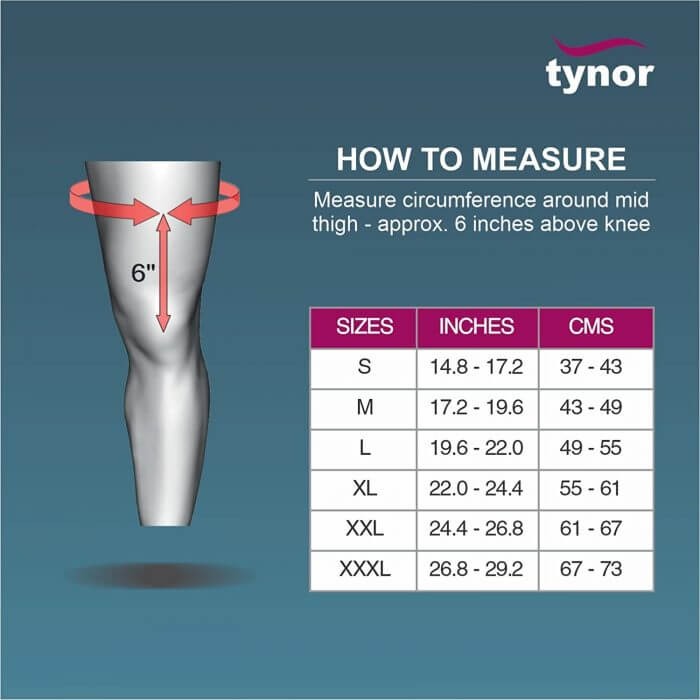 tynor
HOW TO MEASURE
Measure circumference around mid
thigh - approx. 6 inches above knee
6"
SIZES INCHES CMS
S 14.8 - 17.2 37 - 43
M 17.2 - 19.6 43 - 49
L 19.6 - 22.0 49 - 55
XL 22.0 - 24.4 55 - 61
XXL 24.4 - 26.8 61 - 67
XXXL 26.8 - 29.2 67 - 73